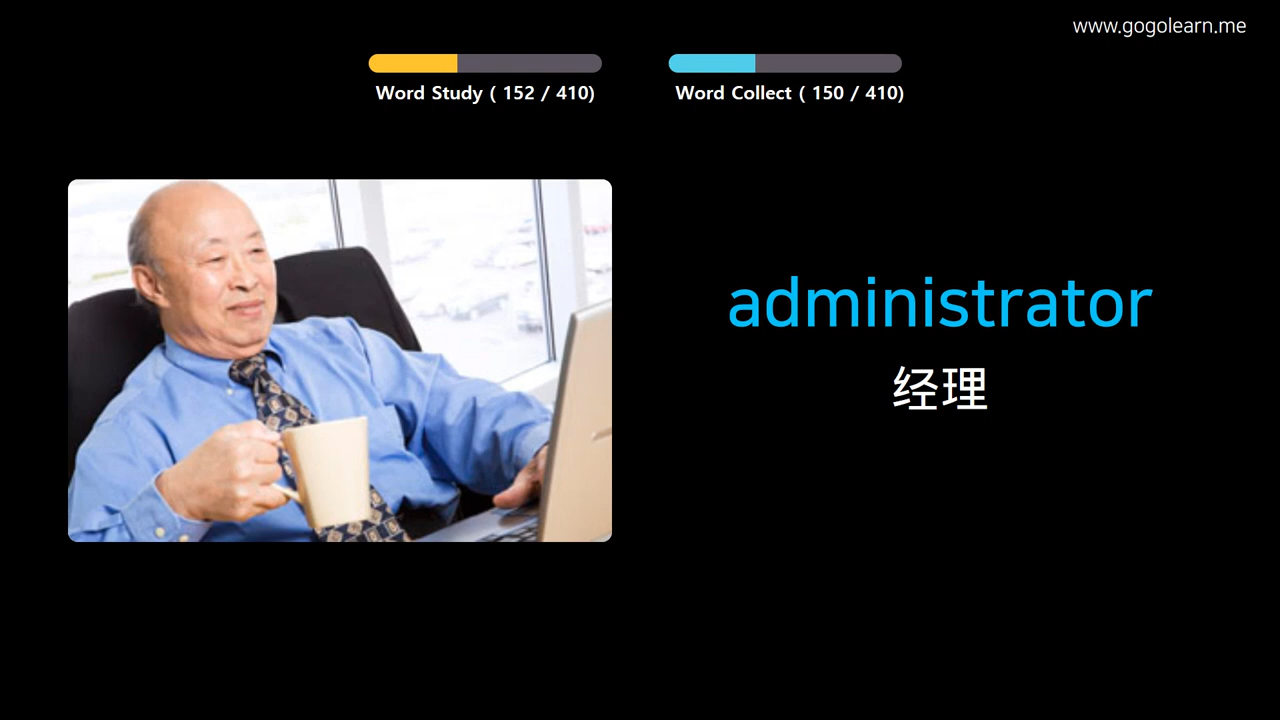 www.gogolearn.me
Word Study ( 152 / 410)
Word Collect ( 150 / 410)
administrator
经理